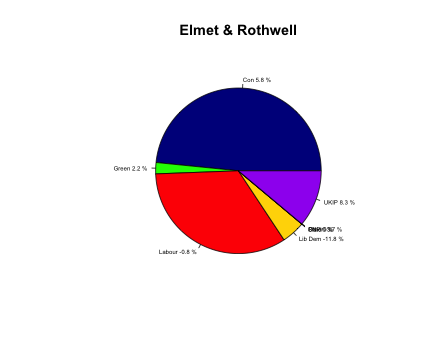 Elmet & Rothwell
Con 5.8 %
Green 2.2 %
UKIP 8.3 %
Lib Dem -11.8 %
Labour -0.8 %